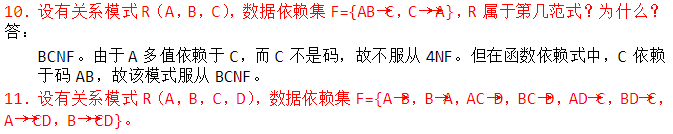 10. 设有关系模式 R（A，B，C），数据依赖集 F={AB→C，C→→A}，R 属于第几范式？为什么？
答：
BCNF。由于 A 多值依赖于 C，而 C 不是码，故不服从 4NF。但在函数依赖式中，C 依赖
于码 AB，故该模式服从 BCNF。
11. 设有关系模式 R（A，B，C，D），数据依赖集 F={A→B，B→A，AC→D，BC→D，AD→C，BD→C，
A→→CD，B→→CD}。